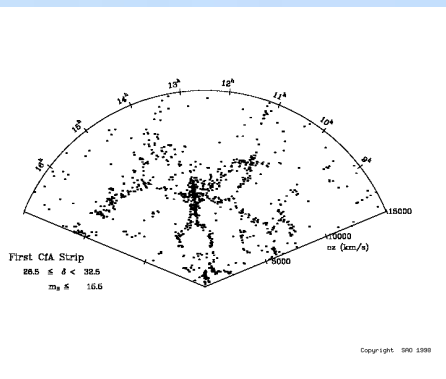 13ʰ 12ʰ
14ʰ 11ʰ
15ʰ 10ʰ
16ʰ 9ʰ
15000
10000
cz (km/s)
5000
First CfA Strip
26.5 ≤ δ < 32.5
mB ≤ 15.5
Copyright SAO 1998